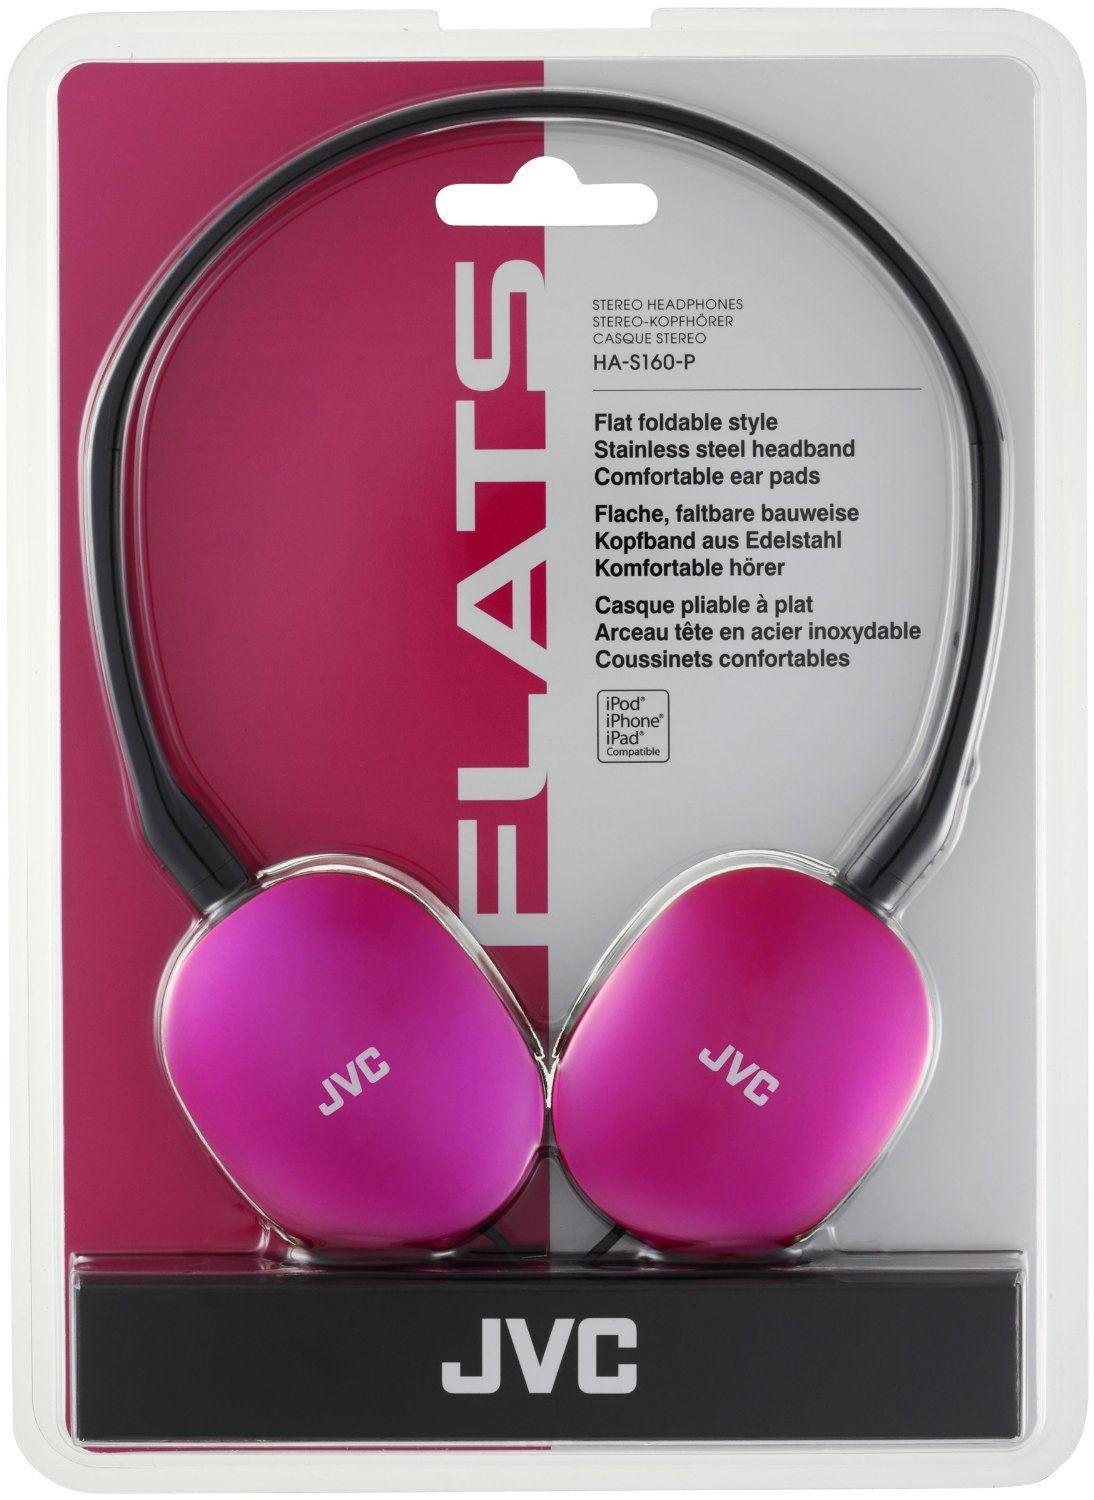 FLATS
STEREO HEADPHONES
STEREO-KOPFHÖRER
CASQUE STEREO
HA-S160-P
Flat foldable style
Stainless steel headband
Comfortable ear pads
Flache, faltbare bauweise
Kopfband aus Edelstahl
Komfortable hörer
Casque pliable à plat
Arceau tête en acier inoxydable
Coussinets confortables
iPod®
iPhone®
iPad®
Compatible
JVC
JVC
JVC